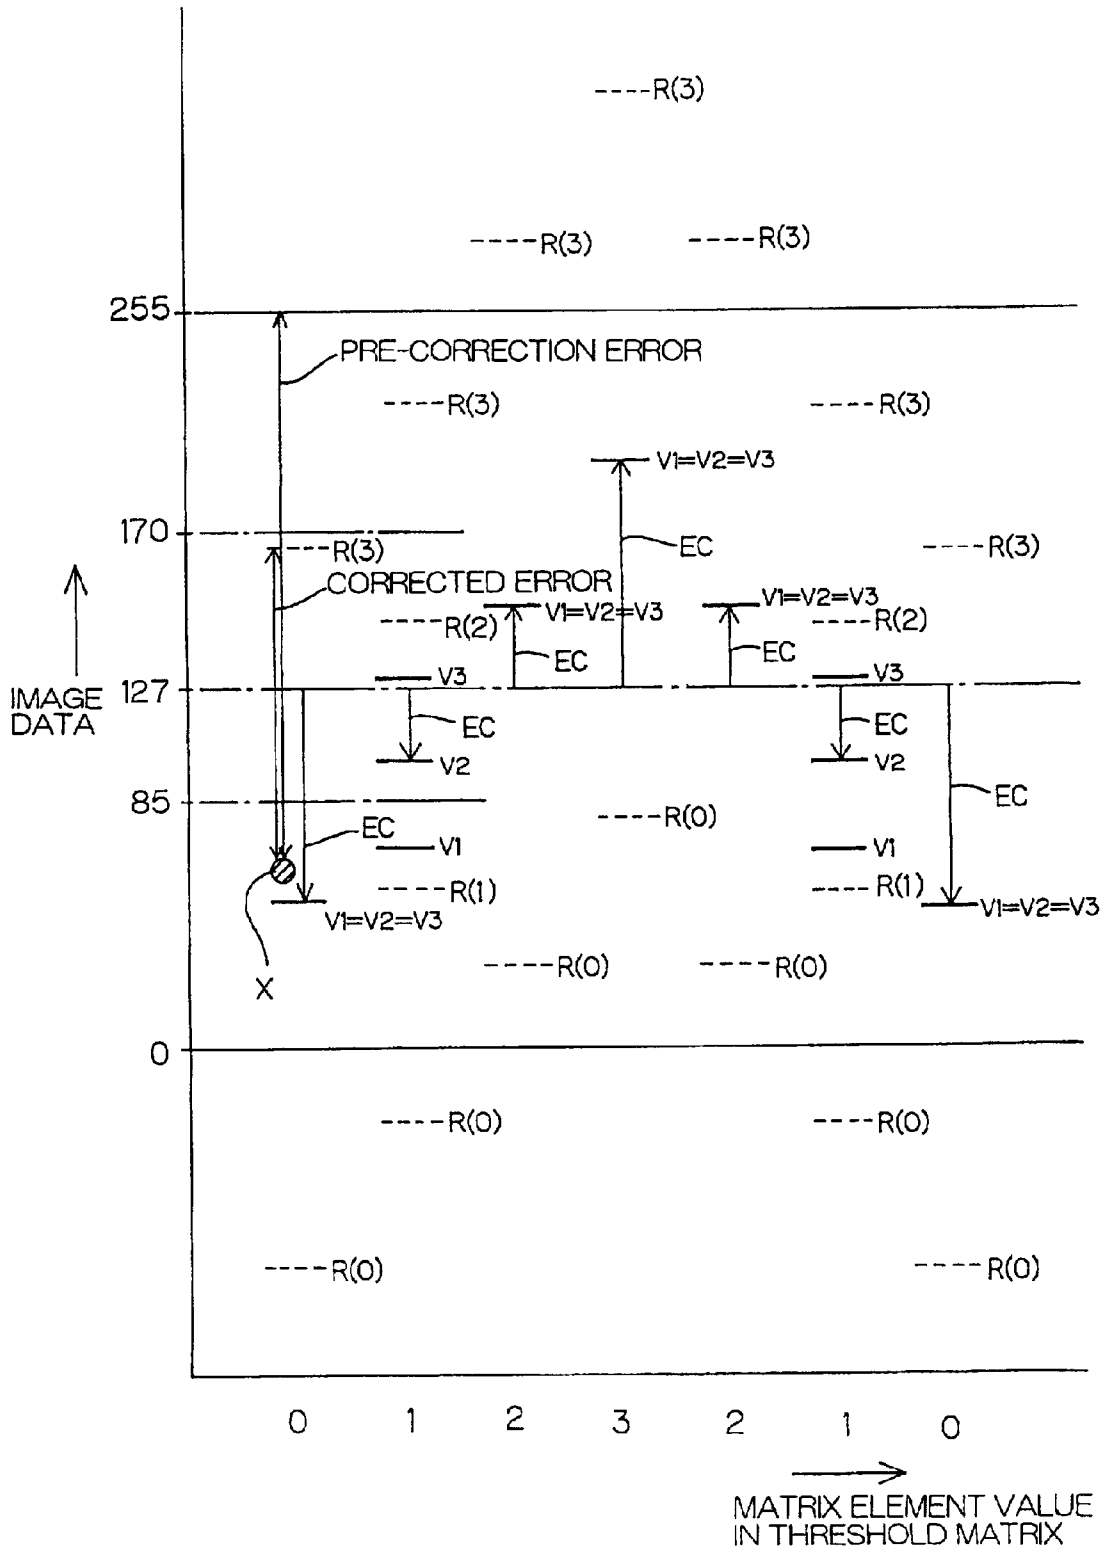 R(3)
R(3) R(3)
255
PRE-CORRECTION ERROR
R(3) R(3)
V1=V2=V3
170
R(3) EC R(3)
CORRECTED ERROR
V1=V2=V3 V1=V2=V3
R(2) R(2)
EC EC
V3 V3
127
IMAGE
DATA
EC EC
V2 V2
85 EC
R(0)
EC
V1 V1
R(1) R(1)
V1=V2=V3 V1=V2=V3
R(0) R(0)
X
0
R(0) R(0)
R(0) R(0)
0 1 2 3 2 1 0
MATRIX ELEMENT VALUE
IN THRESHOLD MATRIX